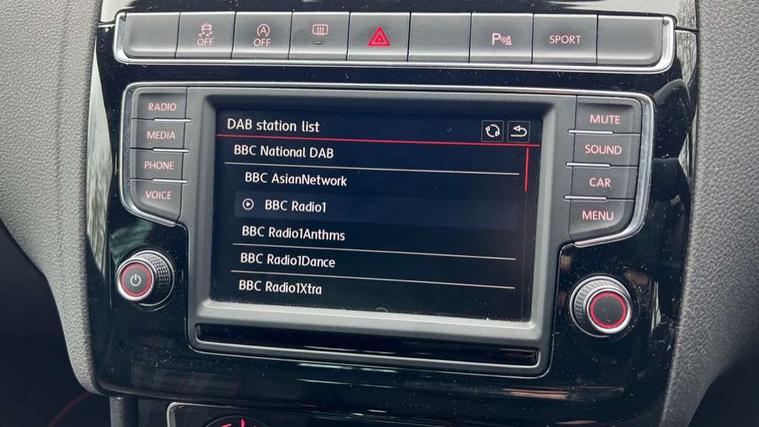 OFF
A OFF
P
SPORT
RADIO
MEDIA
PHONE
VOICE
DAB station list
BBC National DAB
BBC AsianNetwork
BBC Radio1
BBC Radio1Anthms
BBC Radio1Dance
BBC Radio1Xtra
MUTE
SOUND
CAR
MENU